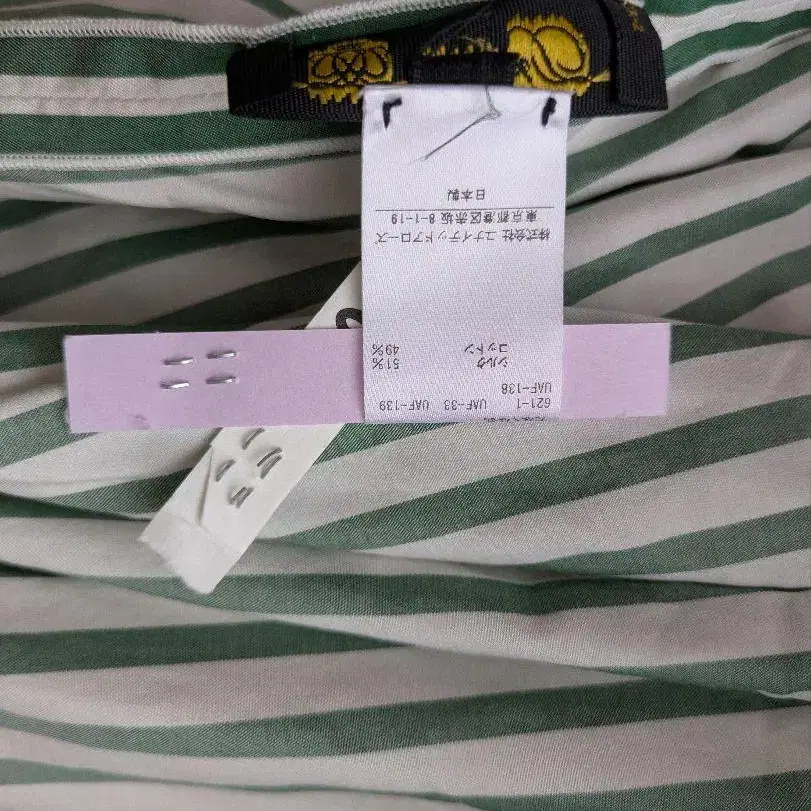 621-1 UAF-33 UAF-139
UAF-138
シルク 51%
コットン 49%
株式会社 ユナイテッドアローズ
東京都港区赤坂 8-1-19
日本製